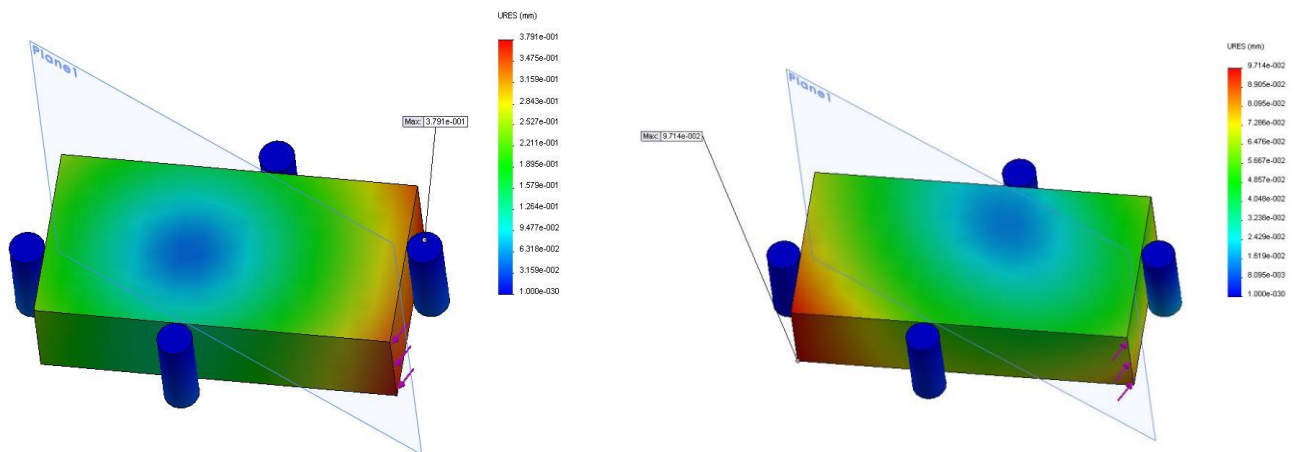 URES (mm)
3.791e-001
3.475e-001
3.159e-001
2.843e-001
2.527e-001
2.211e-001
1.895e-001
1.579e-001
1.264e-001
9.477e-002
6.318e-002
3.159e-002
1.000e-030
Plane1
Max: 3.791e-001
URES (mm)
9.714e-002
8.905e-002
8.095e-002
7.286e-002
6.476e-002
5.667e-002
4.857e-002
4.048e-002
3.238e-002
2.429e-002
1.619e-002
8.095e-003
1.000e-030
Plane1
Max: 9.714e-002